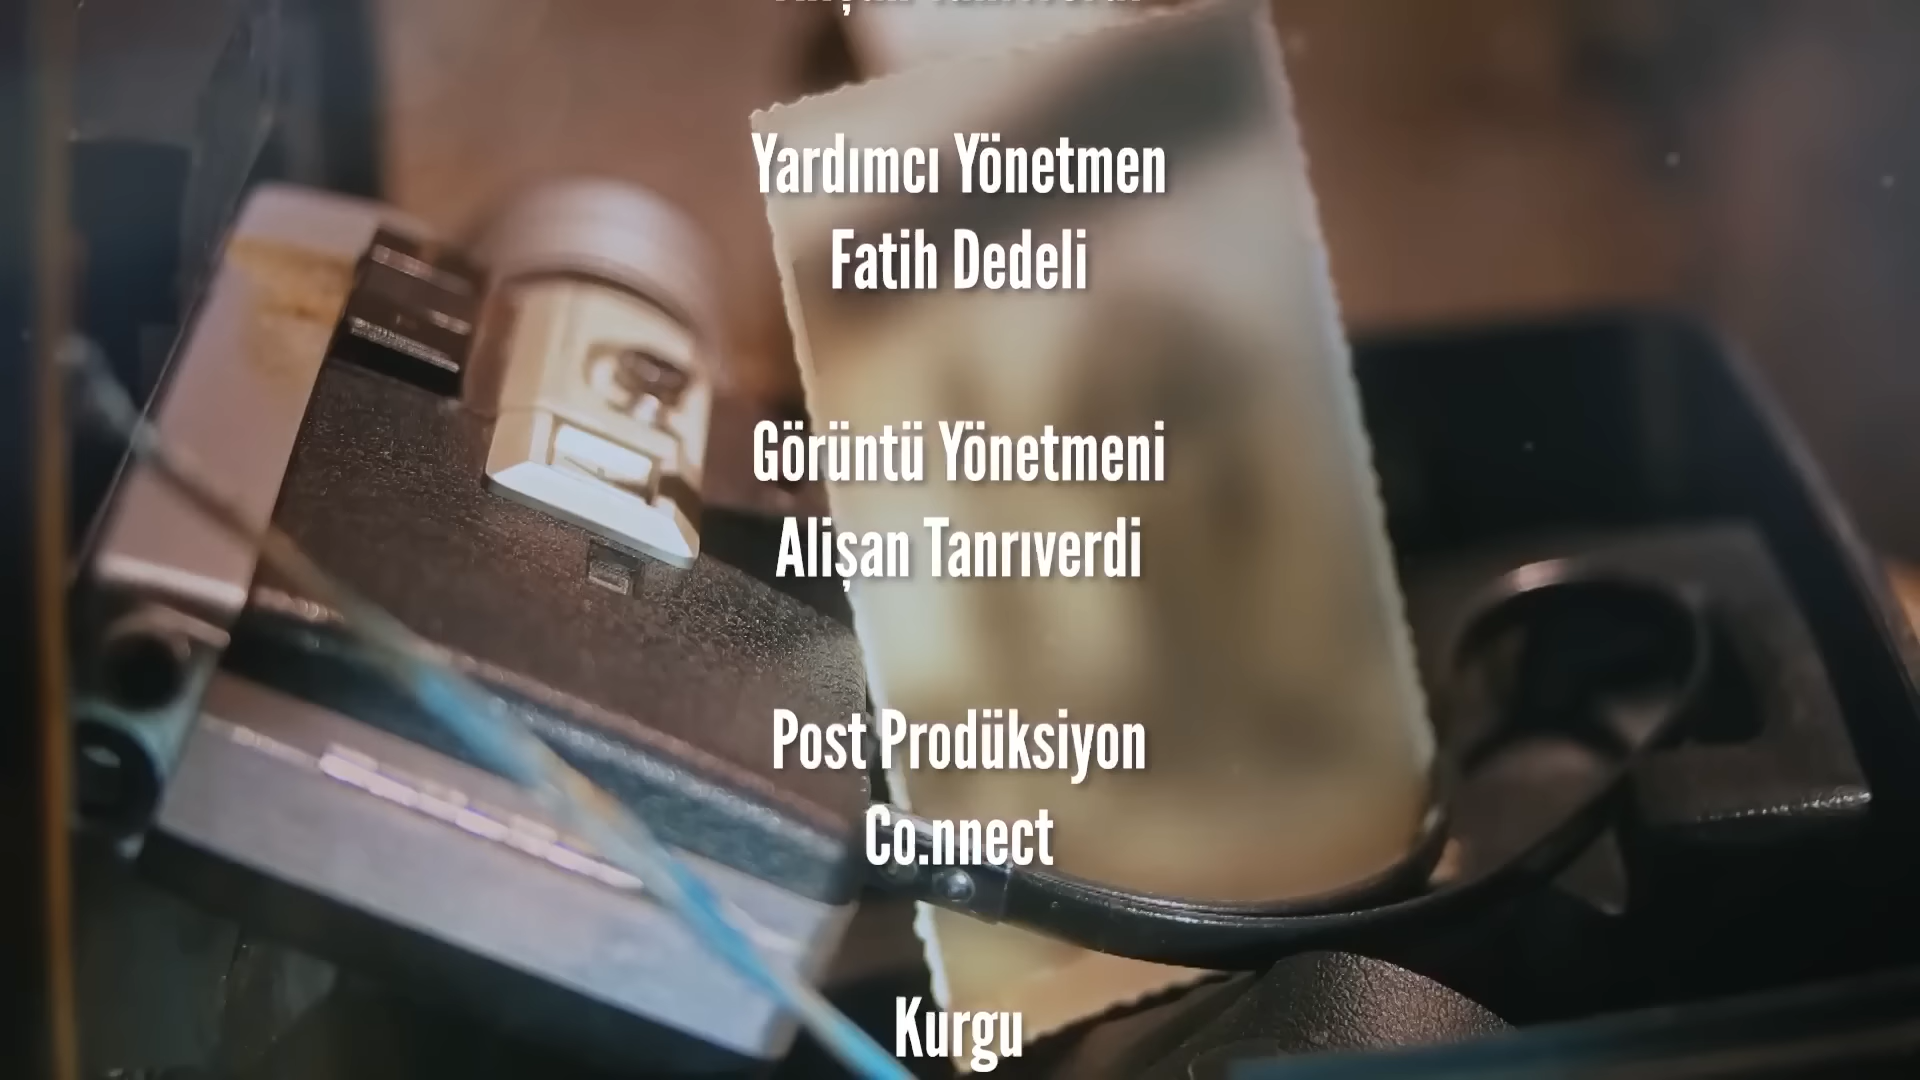 Yardımcı Yönetmen
Fatih Dedeli
Görüntü Yönetmeni
Alişan Tanrıverdi
Post Prodüksiyon
Co.nnect
Kurgu